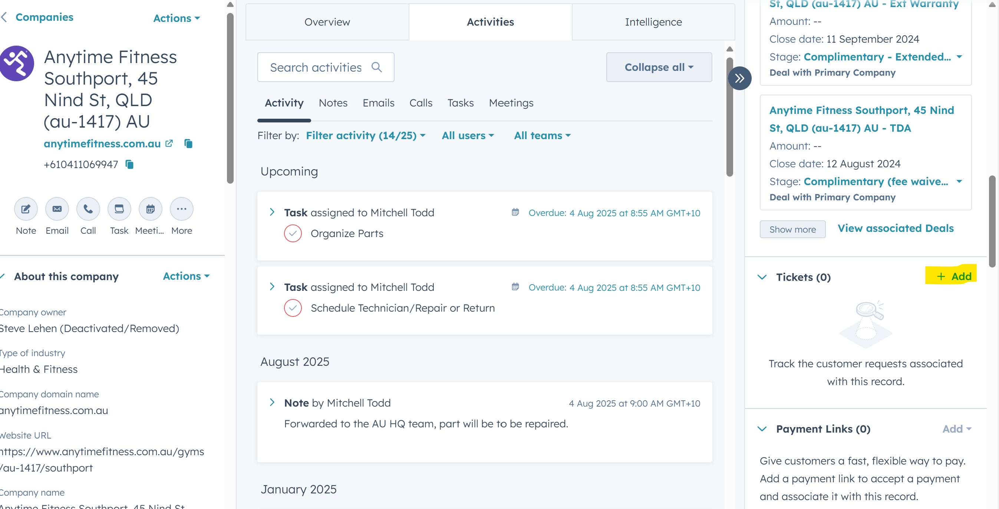 Companies
Actions
Anytime Fitness
Southport, 45
Nind St, QLD
(au-1417) AU
anytimefitness.com.au
+610411069947
Note
Email
Call
Task
Meeti...
More
About this company
Actions
Company owner
Steve Lehen (Deactivated/Removed)
Type of industry
Health & Fitness
Company domain name
anytimefitness.com.au
Website URL
https://www.anytimefitness.com.au/gyms
/au-1417/southport
Company name
Anytime Fitness Southport, 45 Nind St,
Overview
Activities
Intelligence
Search activities
Collapse all
Activity
Notes
Emails
Calls
Tasks
Meetings
Filter by:
Filter activity (14/25)
All users
All teams
Upcoming
Task assigned to Mitchell Todd
Overdue: 4 Aug 2025 at 8:55 AM GMT+10
Organize Parts
Task assigned to Mitchell Todd
Overdue: 4 Aug 2025 at 8:55 AM GMT+10
Schedule Technician/Repair or Return
August 2025
Note by Mitchell Todd
4 Aug 2025 at 9:00 AM GMT+10
Forwarded to the AU HQ team, part will be to be repaired.
January 2025
St, QLD (au-1417) AU - Ext Warranty
Amount: --
Close date: 11 September 2024
Stage: Complimentary - Extended...
Deal with Primary Company
Anytime Fitness Southport, 45 Nind
St, QLD (au-1417) AU - TDA
Amount: --
Close date: 12 August 2024
Stage: Complimentary (fee waive...
Deal with Primary Company
Show more
View associated Deals
Tickets (0)
+ Add
Track the customer requests associated
with this record.
Payment Links (0)
Add
Give customers a fast, flexible way to pay.
Add a payment link to accept a payment
and associate it with this record.